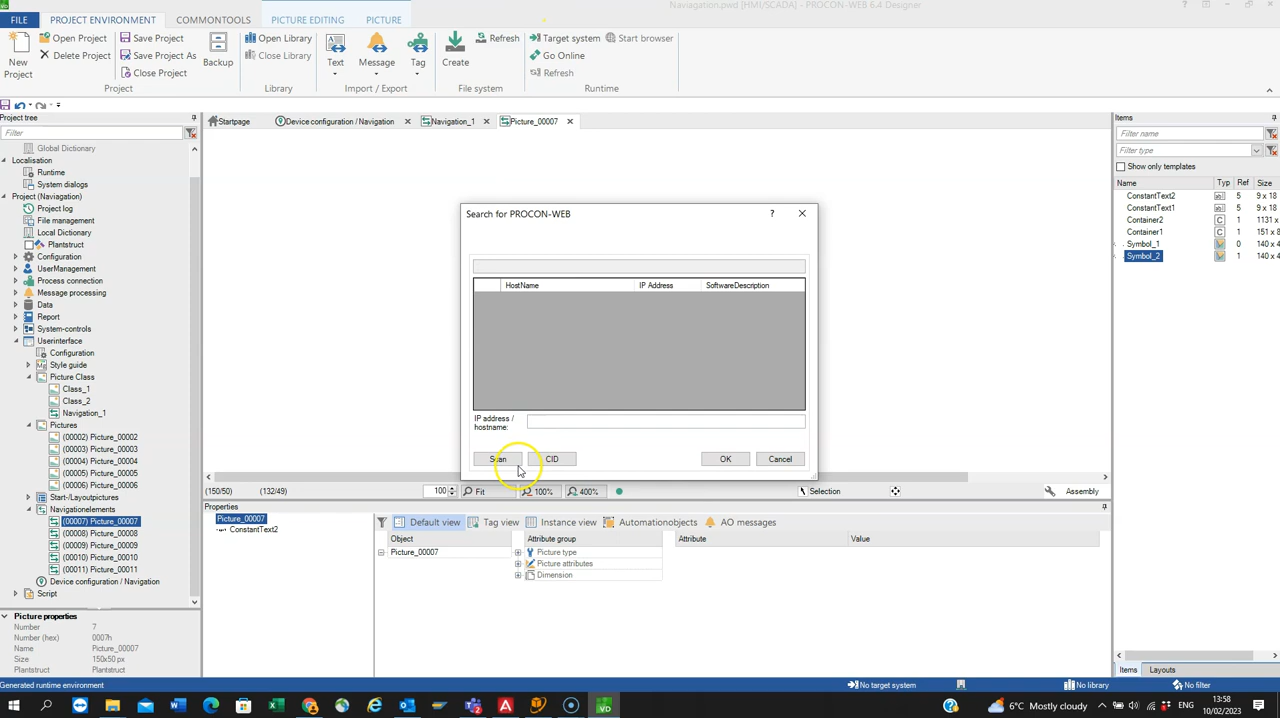 Naviagation.pwd [HMI/SCADA] - PROCON-WEB 6.4 Designer
FILE PROJECT ENVIRONMENT COMMONTOOLS PICTURE EDITING PICTURE
New Project
Open Project
Delete Project
Save Project
Save Project As
Close Project
Backup
Project
Open Library
Close Library
Library
Text
Message
Tag
Import / Export
Refresh
Create
File system
Target system
Start browser
Go Online
Refresh
Runtime
Project tree
Filter
Global Dictionary
Localisation
Runtime
System dialogs
Project (Naviagation)
Project log
File management
Local Dictionary
Plantstruct
Configuration
UserManagement
Process connection
Message processing
Data
Report
System-controls
Userinterface
Configuration
Style guide
Picture Class
Class_1
Class_2
Navigation_1
Pictures
(00002) Picture_00002
(00003) Picture_00003
(00004) Picture_00004
(00005) Picture_00005
(00006) Picture_00006
Start-/Layoutpictures
Navigationelements
(00007) Picture_00007
(00008) Picture_00008
(00009) Picture_00009
(00010) Picture_00010
(00011) Picture_00011
Device configuration / Navigation
Script
Picture properties
Number 7
Number (hex) 0007h
Name Picture_00007
Size 150x50 px
Plantstruct Plantstruct
Generated runtime environment
Startpage Device configuration / Navigation Navigation_1 Picture_00007
Search for PROCON-WEB ?
HostName IP Address SoftwareDescription
IP address / hostname:
Scan CID OK Cancel
(150/50) (132/49) 100 Fit 100% 400% Selection Assembly
Properties
Picture_00007
ConstantText2
Default view Tag view Instance view Automationobjects AO messages
Object Attribute group Attribute Value
Picture_00007 Picture type
Picture attributes
Dimension
Items
Filter name
Filter type
Show only templates
Name Typ Ref Size
ConstantText2 5 9 x 18
ConstantText1 5 9 x 18
Container2 C 1 1131 x
Container1 C 1 151 x 8
Symbol_1 0 140 x 4
Symbol_2 1 140 x 4
Items Layouts
No target system No library No filter
6°C Mostly cloudy
13:58
10/02/2023